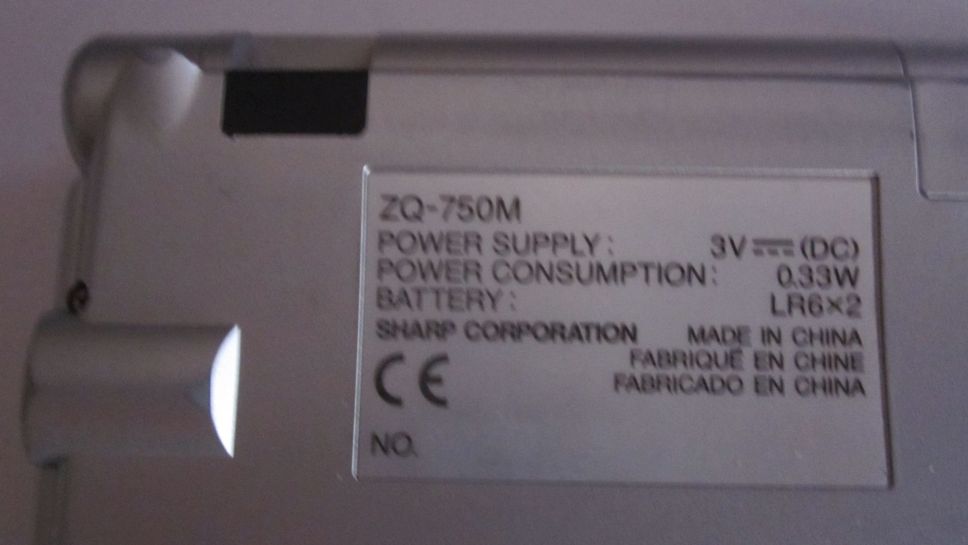 ZQ-750M
POWER SUPPLY: 3V⎓(DC)
POWER CONSUMPTION: 0.33W
BATTERY: LR6×2
SHARP CORPORATION MADE IN CHINA
FABRIQUÉ EN CHINE
FABRICADO EN CHINA
CE
NO.